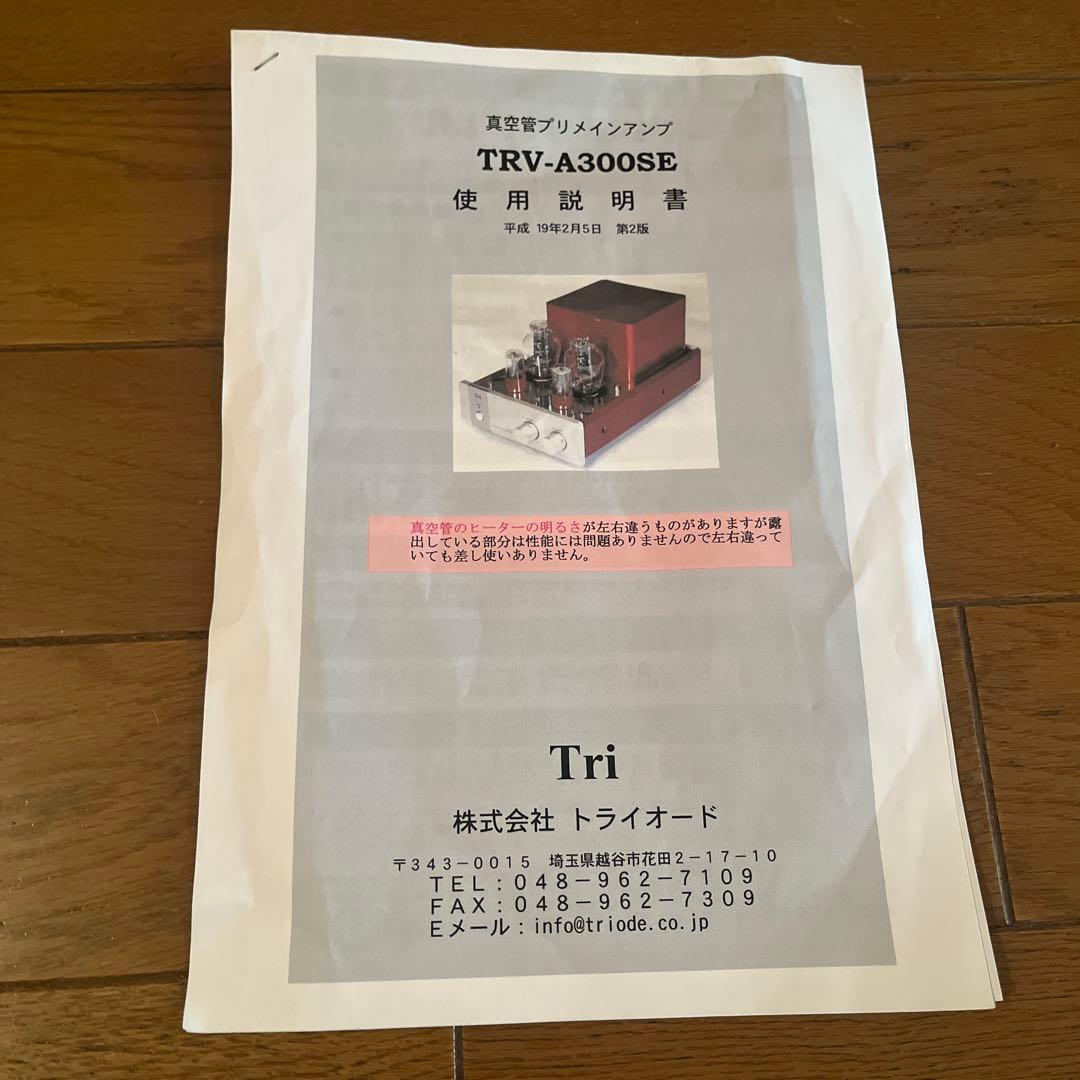 真空管プリメインアンプ
TRV-A300SE
使用説明書
平成 19年2月5日 第2版
Tri
真空管のヒーターの明るさが左右違うものがありますが露
出している部分は性能には問題ありませんので左右違って
いても差し使いありません。
Tri
株式会社 トライオード
〒343-0015 埼玉県越谷市花田2-17-10
TEL:048-962-7109
FAX:048-962-7309
Eメール:info@triode.co.jp